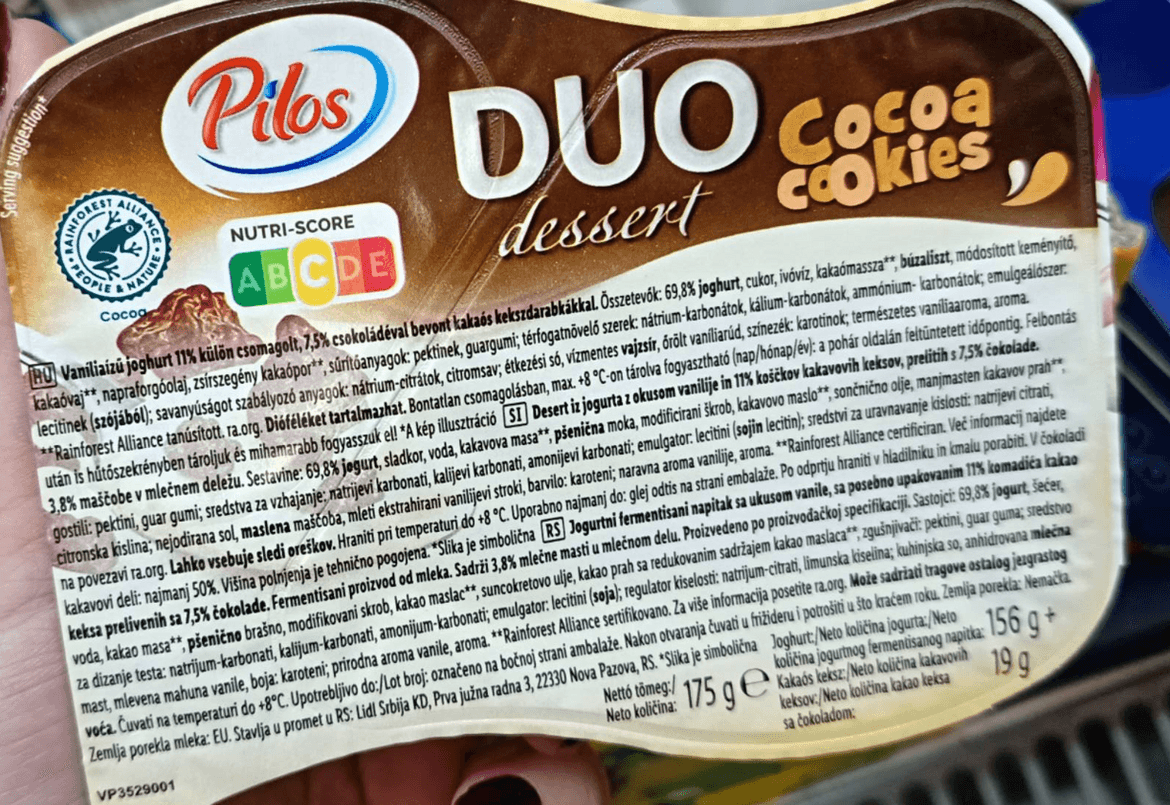 Serving suggestion*
Pilos
DUO
dessert
Cocoa
cookies
RAINFOREST ALLIANCE
PEOPLE & NATURE
Cocoa
NUTRI-SCORE
A B C D E
HU Vaníliaízű joghurt 11% külön csomagolt, 7,5% csokoládéval bevont kakaós kekszdarabkákkal. Összetevők: 69,8% joghurt, cukor, ivóvíz, kakaómassza**, búzaliszt, módosított keményítő,
kakaóvaj**, napraforgóolaj, zsírszegény kakaópor**, sűrítőanyagok: pektinek, guargumi; térfogatnövelő szerek: nátrium-karbonátok, kálium-karbonátok, ammónium- karbonátok; emulgeálószer:
lecitinek (szójából); savanyúságot szabályozó anyagok: nátrium-citrátok, citromsav; étkezési só, vízmentes vajzsír, őrölt vaníliarúd, színezék: karotinok; természetes vaníliaaroma, aroma.
**Rainforest Alliance tanúsított. ra.org. Dióféléket tartalmazhat. Bontatlan csomagolásban, max. +8 °C-on tárolva fogyasztható (nap/hónap/év): a pohár oldalán feltüntetett időpontig. Felbontás
után is hűtőszekrényben tároljuk és mihamarabb fogyasszuk el! *A kép illusztráció SI Desert iz jogurta z okusom vanilije in 11% koščkov kakavovih keksov, prelitih s 7,5% čokolade.
3,8% maščobe v mlečnem deležu. Sestavine: 69,8% jogurt, sladkor, voda, kakavova masa**, pšenična moka, modificirani škrob, kakavovo maslo**, sončnično olje, manjmasten kakavov prah**,
gostili: pektini, guar gumi; sredstva za vzhajanje: natrijevi karbonati, kalijevi karbonati, amonijevi karbonati; emulgator: lecitini (sojin lecitin); sredstvi za uravnavanje kislosti: natrijevi citrati,
citronska kislina; nejodirana sol, maslena maščoba, mleti ekstrahirani vanilijevi stroki, barvilo: karoteni; naravna aroma vanilije, aroma. **Rainforest Alliance certificiran. Več informacij najdete
na povezavi ra.org. Lahko vsebuje sledi oreškov. Hraniti pri temperaturi do +8 °C. Uporabno najmanj do: glej odtis na strani embalaže. Po odprtju hraniti v hladilniku in kmalu porabiti. V čokoladi
kakavovi deli: najmanj 50%. Višina polnjenja je tehnično pogojena. *Slika je simbolična RS Jogurtni fermentisani napitak sa ukusom vanile, sa posebno upakovanim 11% komadića kakao
keksa prelivenih sa 7,5% čokolade. Fermentisani proizvod od mleka. Sadrži 3,8% mlečne masti u mlečnom delu. Proizvedeno po proizvođačkoj specifikaciji. Sastojci: 69,8% jogurt, šećer,
voda, kakao masa**, pšenično brašno, modifikovani skrob, kakao maslac**, suncokretovo ulje, kakao prah sa redukovanim sadržajem kakao maslaca**, zgušnjivači: pektini, guar guma; sredstvo
za dizanje testa: natrijum-karbonati, kalijum-karbonati, amonijum-karbonati; emulgator: lecitini (soja); regulator kiselosti: natrijum-citrati, limunska kiselina; kuhinjska so, anhidrovana mlečna
mast, mlevena mahuna vanile, boja: karoteni; prirodna aroma vanile, aroma. **Rainforest Alliance sertifikovano. Za više informacija posetite ra.org. Može sadržati tragove ostalog jezgrastog
voća. Čuvati na temperaturi do +8°C. Upotrebljivo do:/Lot broj: označeno na bočnoj strani ambalaže. Nakon otvaranja čuvati u frižideru i potrošiti u što kraćem roku. Zemlja porekla: Nemačka.
Zemlja porekla mleka: EU. Stavlja u promet u RS: Lidl Srbija KD, Prva južna radna 3, 22330 Nova Pazova, RS. *Slika je simbolična
Nettó tömeg:/
Neto količina:
175 g e
Joghurt:/Neto količina jogurta:/Neto
količina jogurtnog fermentisanog napitka:
156 g +
Kakaós keksz:/Neto količina kakavovih
keksov:/Neto količina kakao keksa
sa čokoladom:
19 g
VP3529001